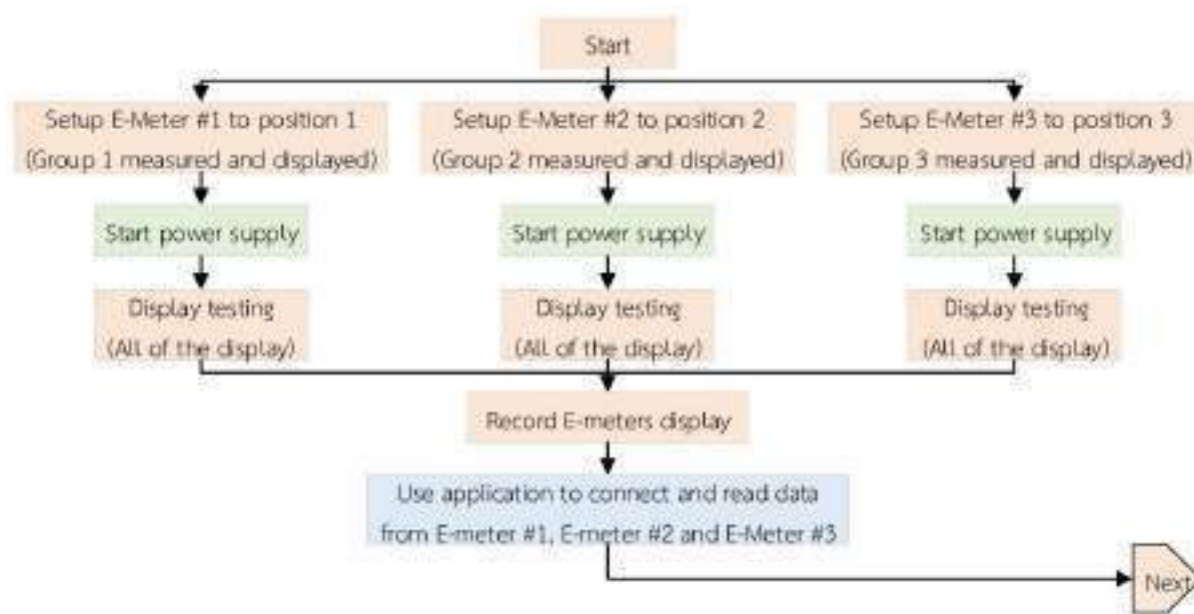 Start
Setup E-Meter #1 to position 1
(Group 1 measured and displayed)
Setup E-Meter #2 to position 2
(Group 2 measured and displayed)
Setup E-Meter #3 to position 3
(Group 3 measured and displayed)
Start power supply
Start power supply
Start power supply
Display testing
(All of the display)
Display testing
(All of the display)
Display testing
(All of the display)
Record E-meters display
Use application to connect and read data
from E-meter #1, E-meter #2 and E-Meter #3
Next